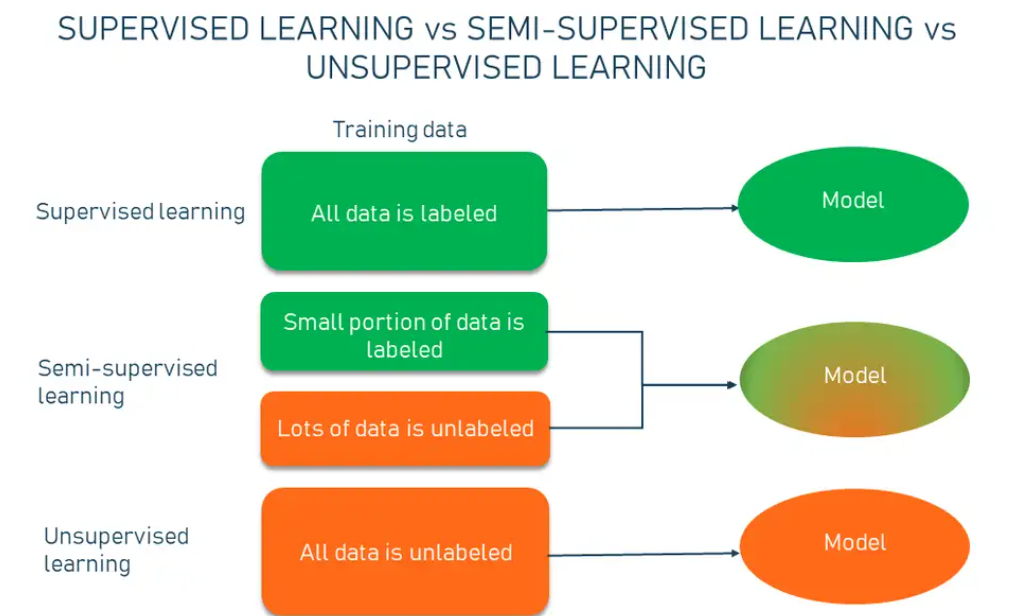 SUPERVISED LEARNING vs SEMI-SUPERVISED LEARNING vs
UNSUPERVISED LEARNING
Training data
Supervised learning
All data is labeled
Model
Semi-supervised
learning
Small portion of data is
labeled
Lots of data is unlabeled
Model
Unsupervised
learning
All data is unlabeled
Model